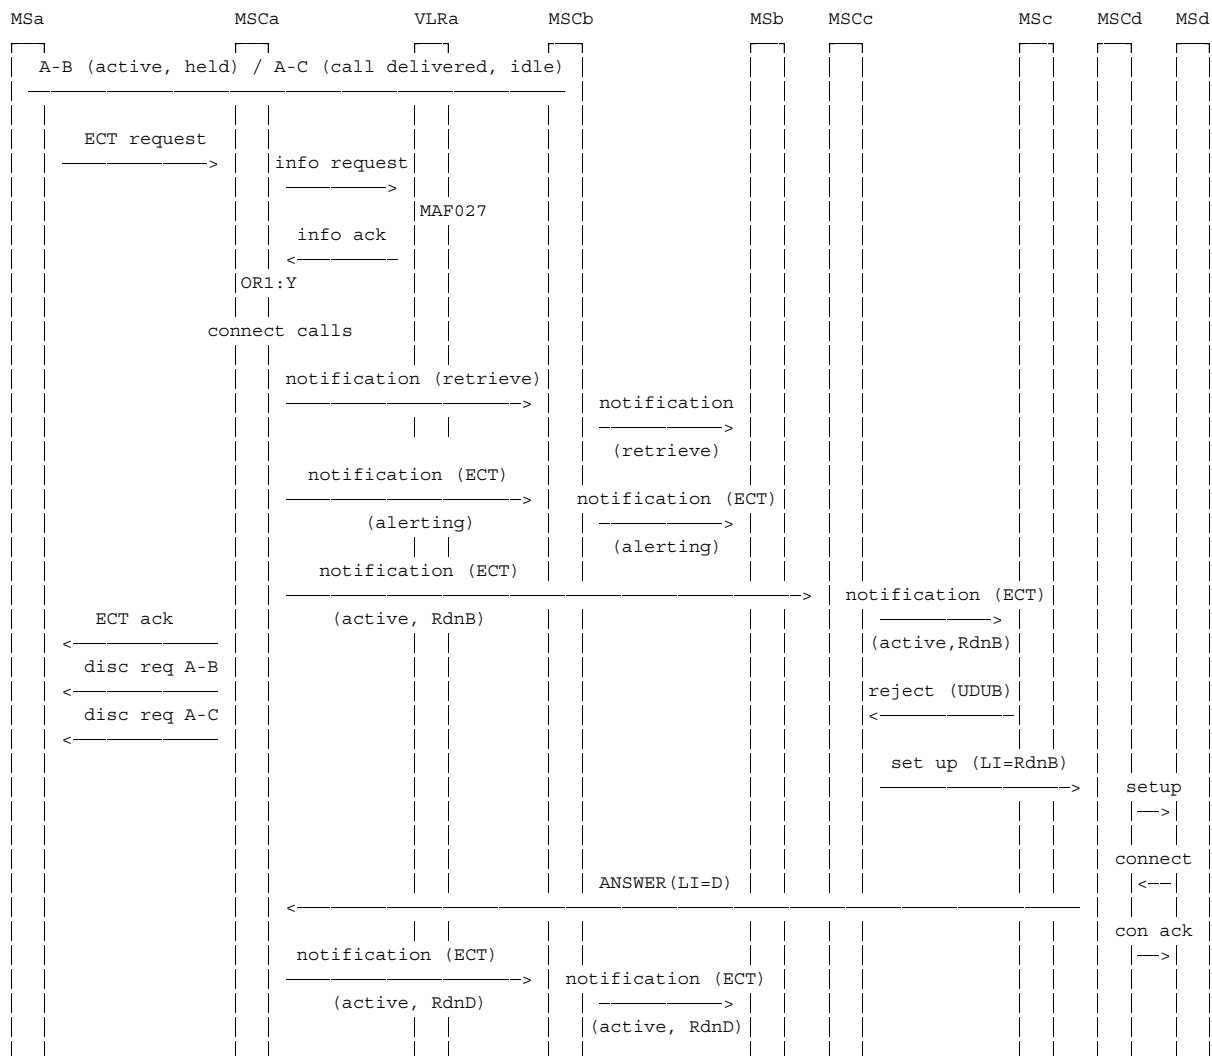 MSa MSCa VLRa MSCb MSb MSCc MSc MSCd MSd
A-B (active, held) / A-C (call delivered, idle)
ECT request
info request
MAF027
info ack
OR1:Y
connect calls
notification (retrieve)
notification
(retrieve)
notification (ECT)
notification (ECT)
(alerting)
(alerting)
notification (ECT)
notification (ECT)
ECT ack (active, RdnB)
(active,RdnB)
disc req A-B
reject (UDUB)
disc req A-C
set up (LI=RdnB)
setup
connect
ANSWER(LI=D)
con ack
notification (ECT)
notification (ECT)
(active, RdnD)
(active, RdnD)